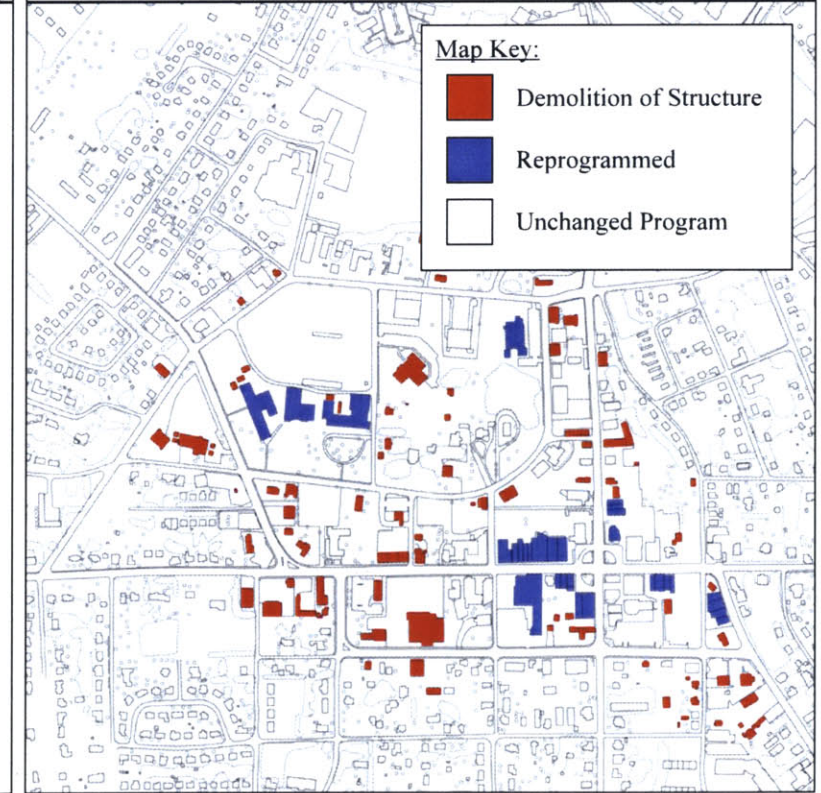 Map Key:
Demolition of Structure
Reprogrammed
Unchanged Program